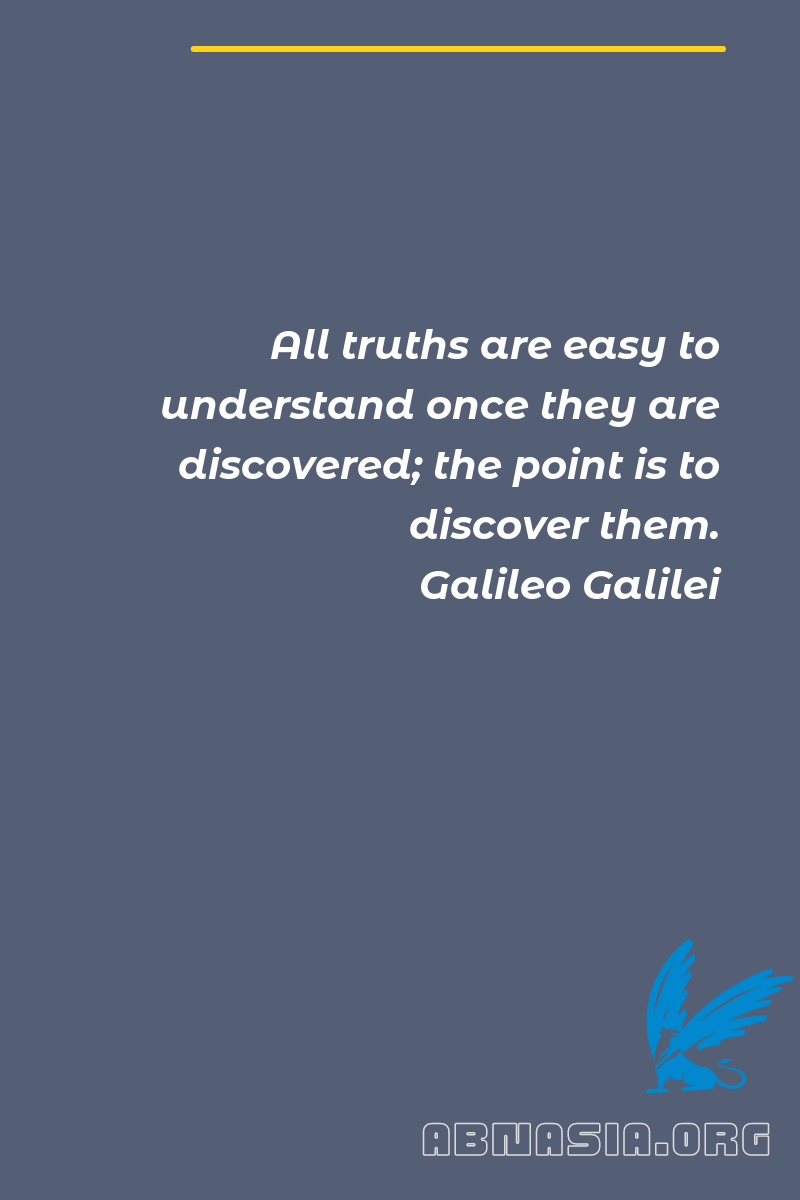 All truths are easy to
understand once they are
discovered; the point is to
discover them.
Galileo Galilei
ABNASIA.ORG